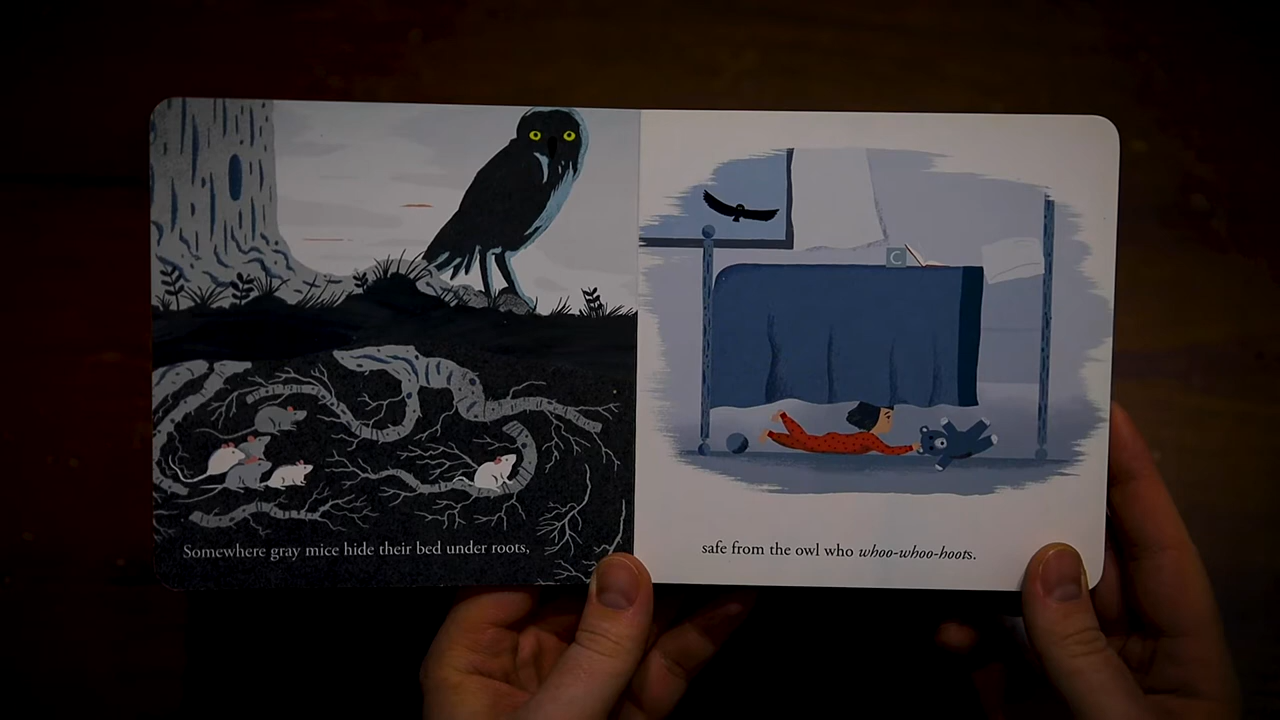 Somewhere gray mice hide their bed under roots,
C
safe from the owl who whoo-whoo-hoots.